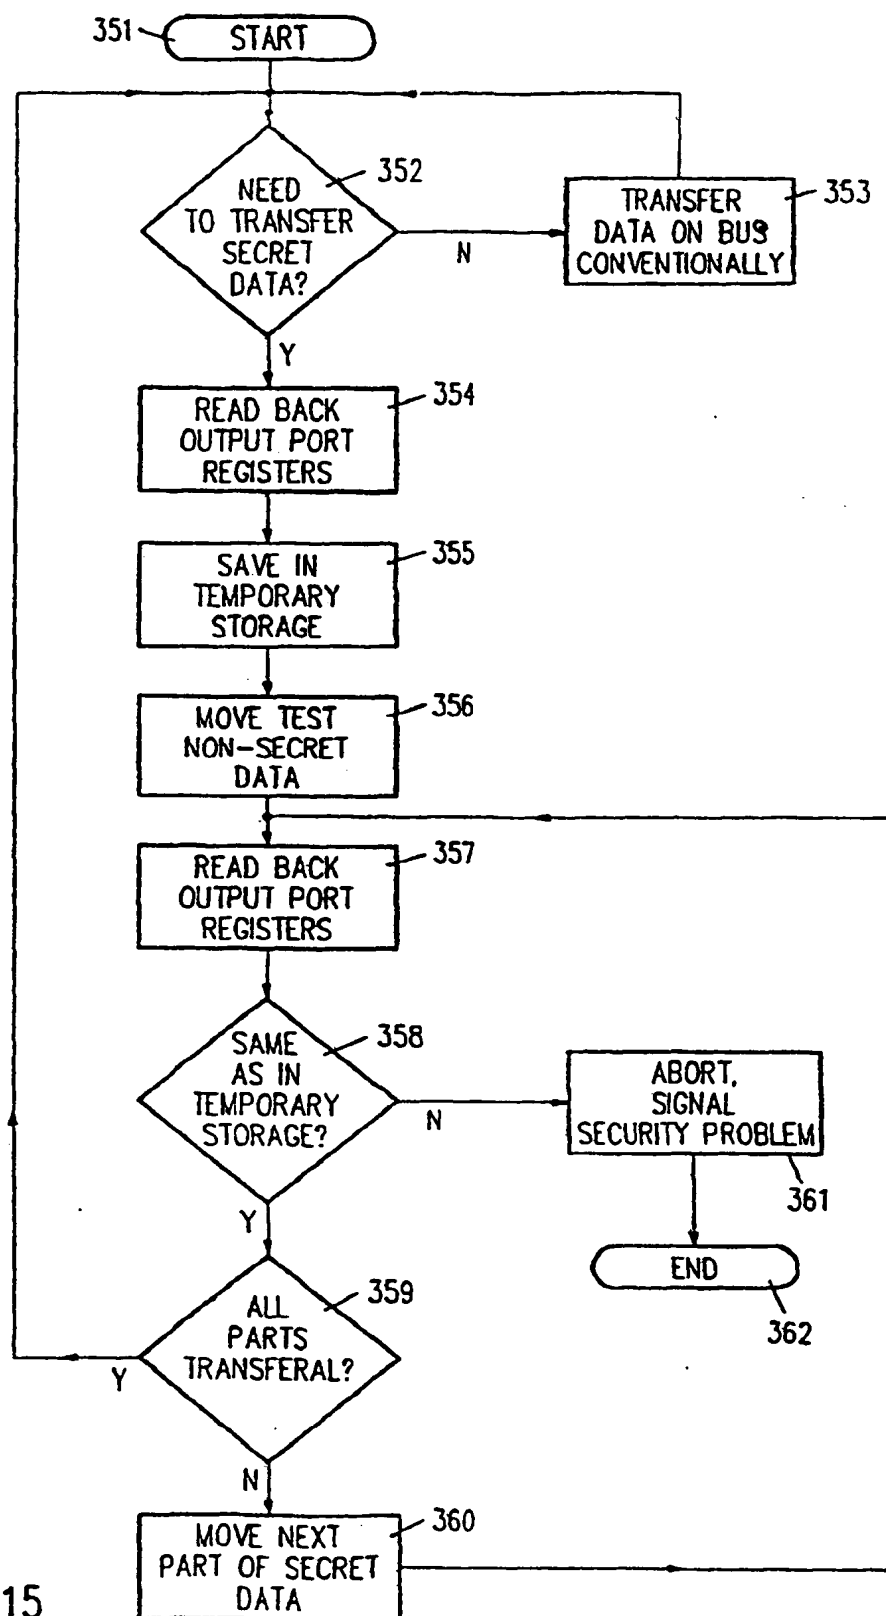 351
START
352
NEED
TO TRANSFER
SECRET
DATA?
N
Y
353
TRANSFER
DATA ON BUS
CONVENTIONALLY
354
READ BACK
OUTPUT PORT
REGISTERS
355
SAVE IN
TEMPORARY
STORAGE
356
MOVE TEST
NON-SECRET
DATA
357
READ BACK
OUTPUT PORT
REGISTERS
358
SAME
AS IN
TEMPORARY
STORAGE?
N
Y
ABORT,
SIGNAL
SECURITY PROBLEM
361
END
362
359
ALL
PARTS
TRANSFERAL?
Y
N
360
MOVE NEXT
PART OF SECRET
DATA
15